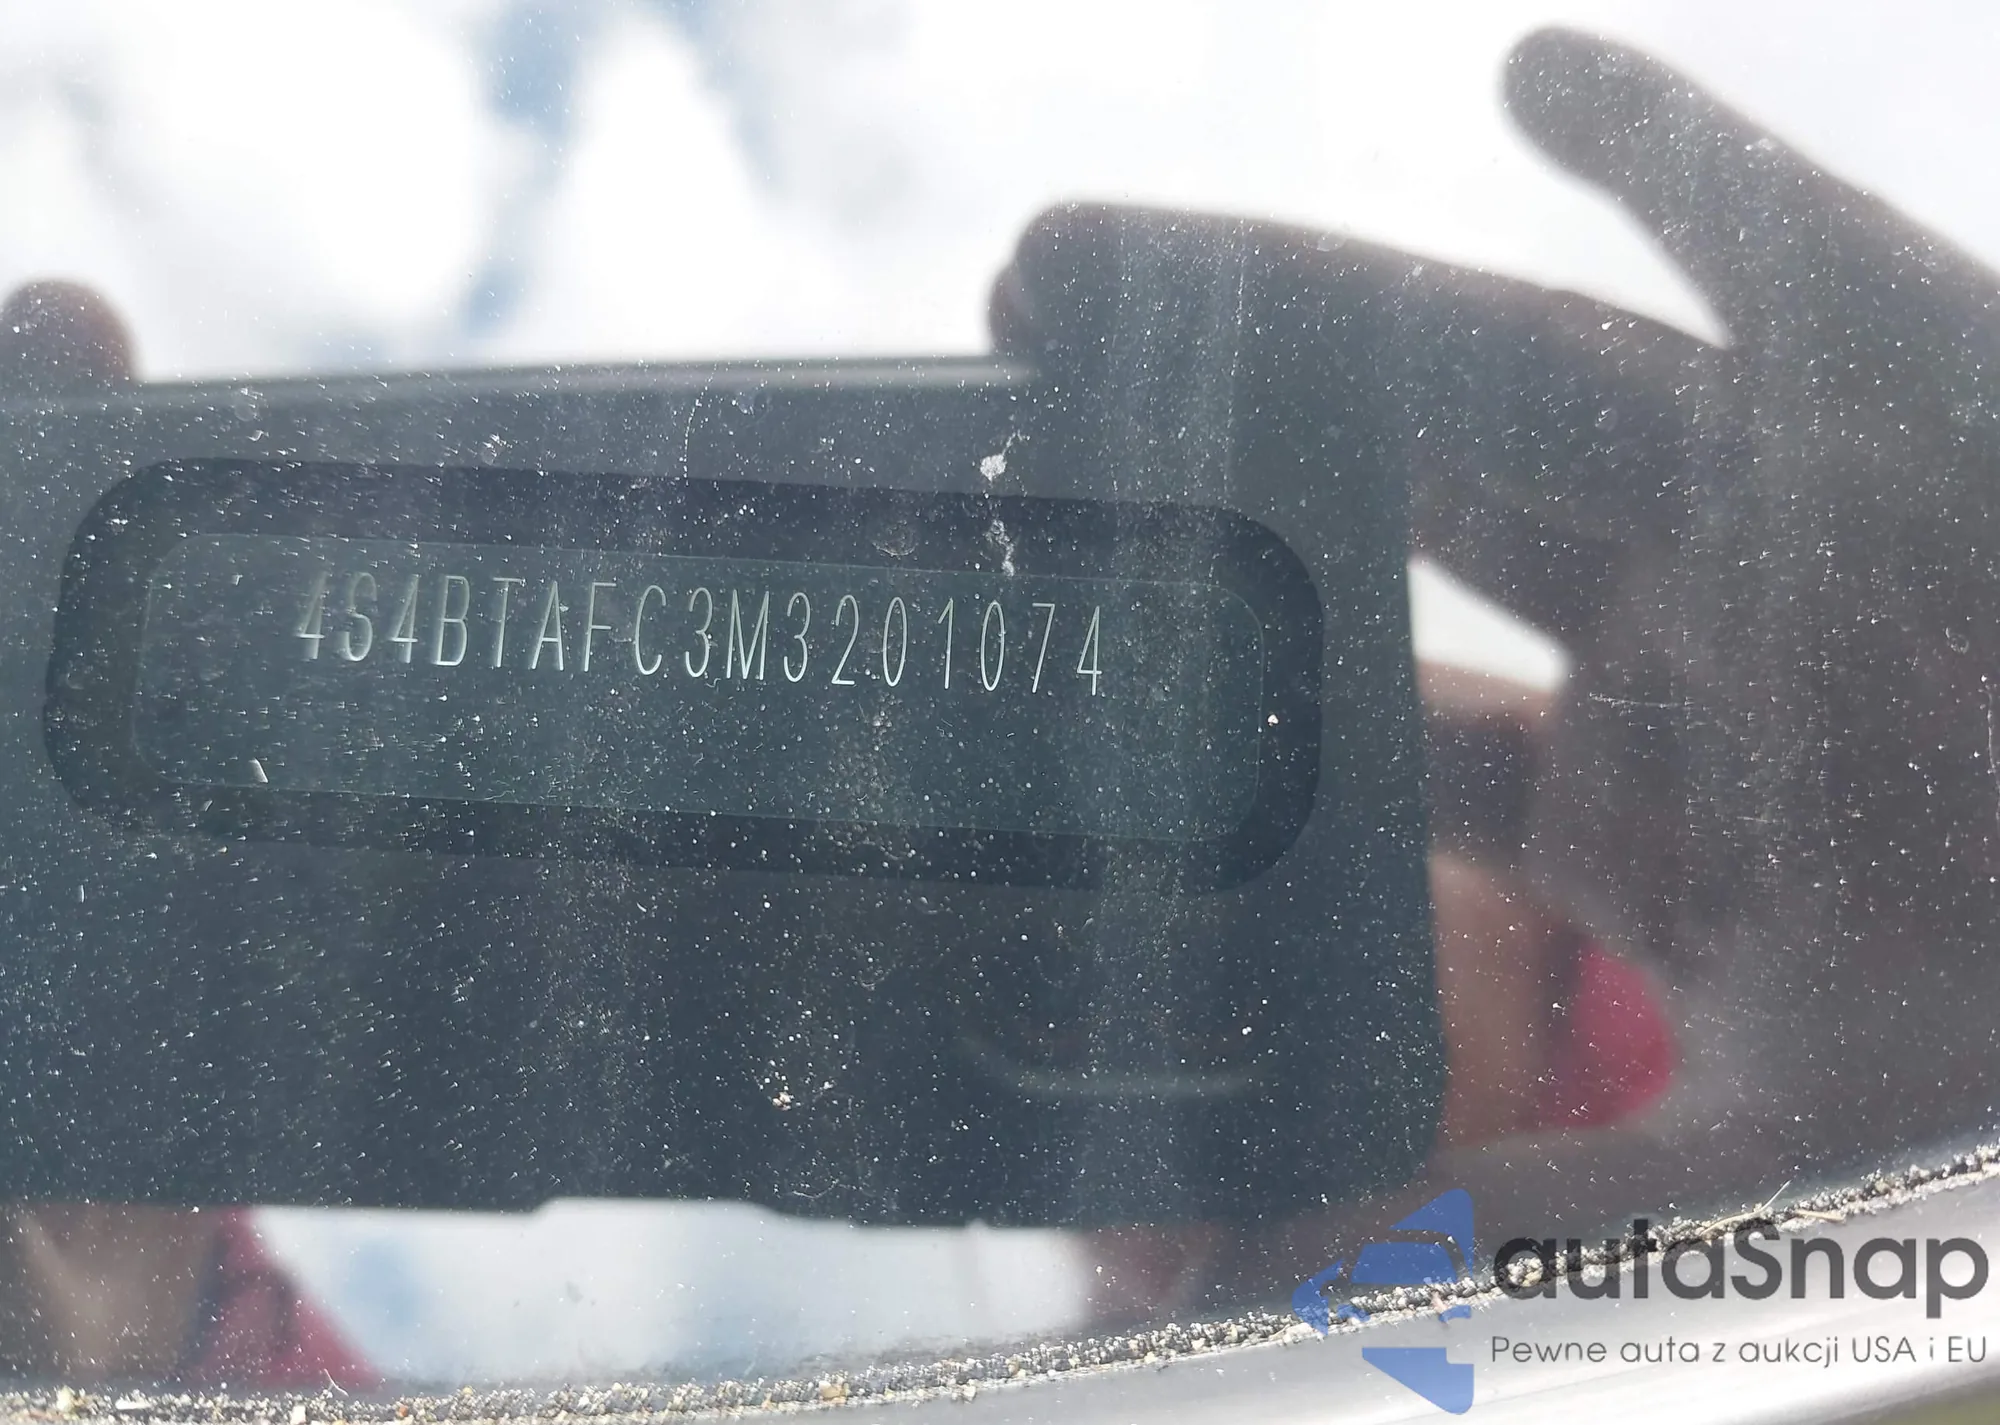 4S4BTAFC3M3201074
autaSnap
Pewne auta z aukcji USA i EU